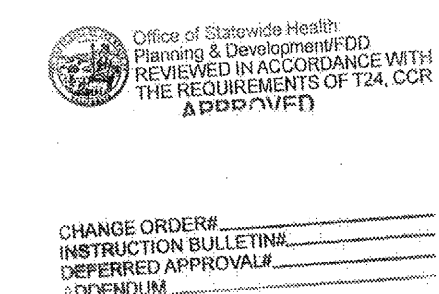 Office of Statewide Health
Planning & Development/FDD
REVIEWED IN ACCORDANCE WITH
THE REQUIREMENTS OF T24, CCR
APPROVED
CHANGE ORDER#
INSTRUCTION BULLETIN#
DEFERRED APPROVAL#
ADDENDUM